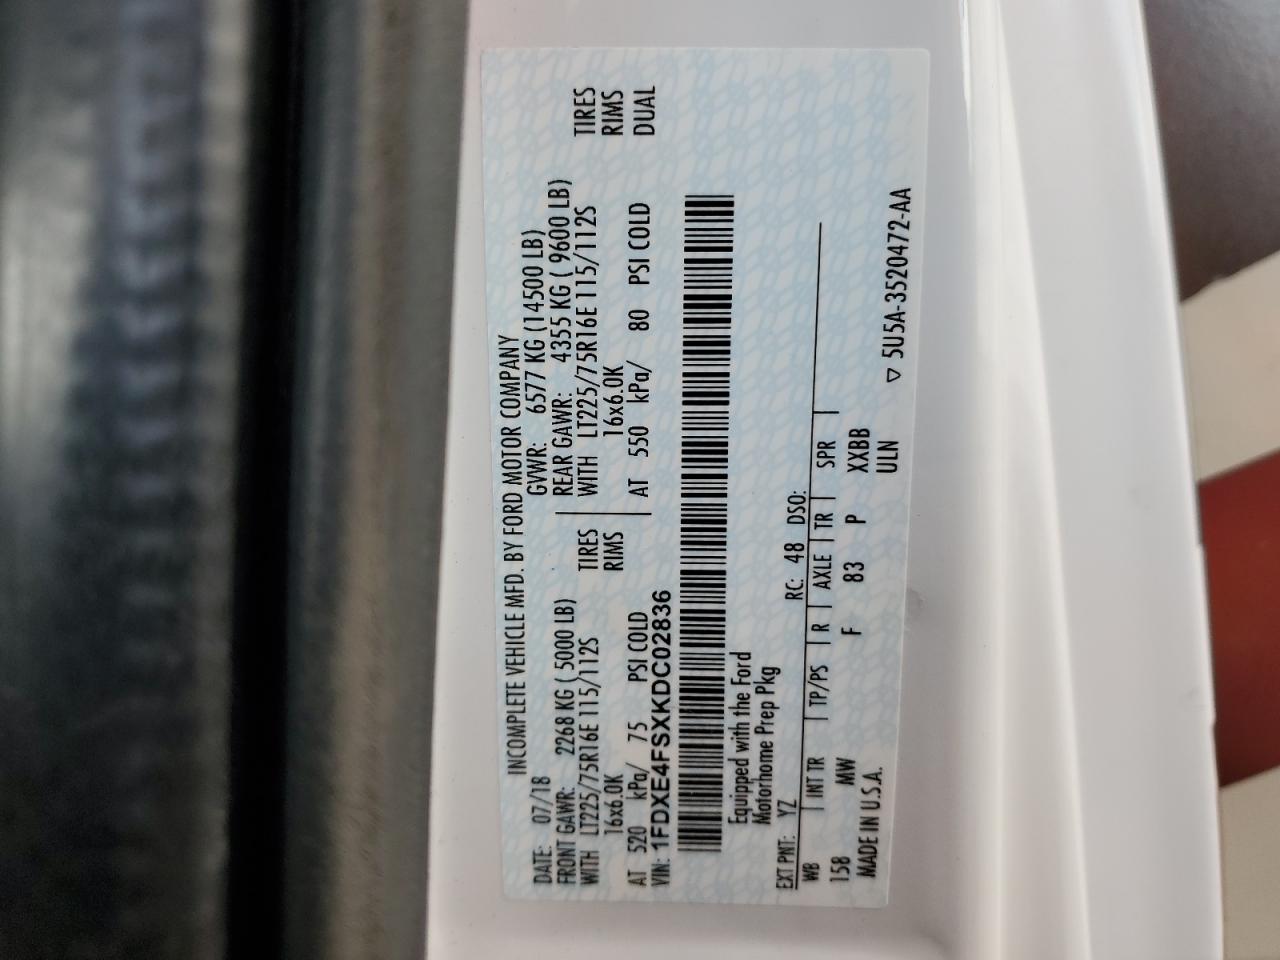 INCOMPLETE VEHICLE MFD. BY FORD MOTOR COMPANY
DATE: 07/18 GVWR: 6577 KG (14500 LB)
FRONT GAWR: 2268 KG ( 5000 LB) REAR GAWR: 4355 KG ( 9600 LB)
WITH LT225/75R16E 115/112S TIRES WITH LT225/75R16E 115/112S TIRES
16x6.0K RIMS 16x6.0K RIMS
AT 520 kPa/ 75 PSI COLD AT 550 kPa/ 80 PSI COLD DUAL
VIN: 1FDXE4FSXKDC02836
Equipped with the Ford
Motorhome Prep Pkg
EXT PNT: YZ RC: 48 DSO:
WB INT TR TP/PS R AXLE TR SPR
158 MW F 83 P XXBB
MADE IN U.S.A. ULN
▽ 5U5A-3520472-AA